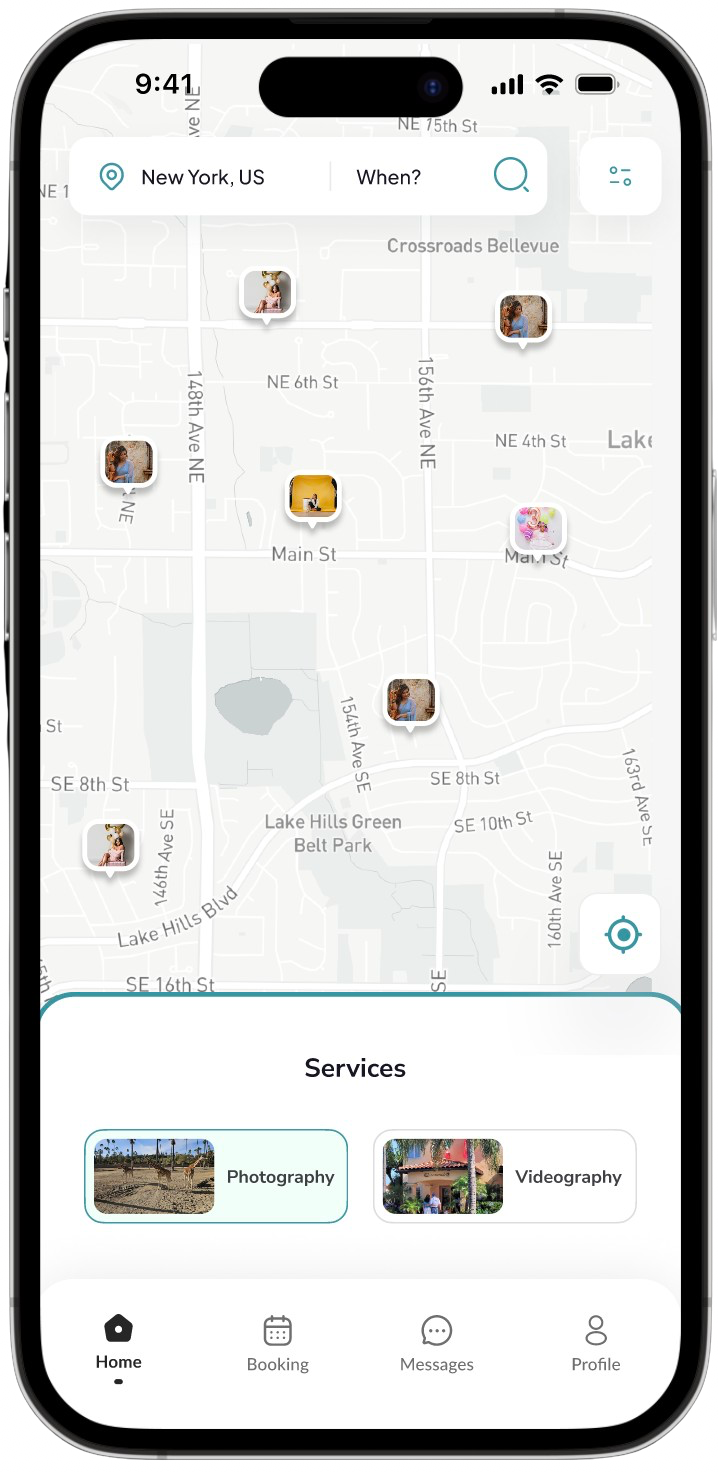 9:41
Ave NE
NE 15th St
New York, US
When?
NE 1
Crossroads Bellevue
148th Ave NE
NE 6th St
156th Ave NE
NE 4th St
Lake
NE
Main St
Main St
St
154th Ave SE
SE 8th St
SE 8th St
163rd Ave SE
146th Ave SE
Lake Hills Green
Belt Park
SE 10th St
160th Ave SE
Lake Hills Blvd
SE 16th St
SE
Services
Photography
Videography
Home
Booking
Messages
Profile